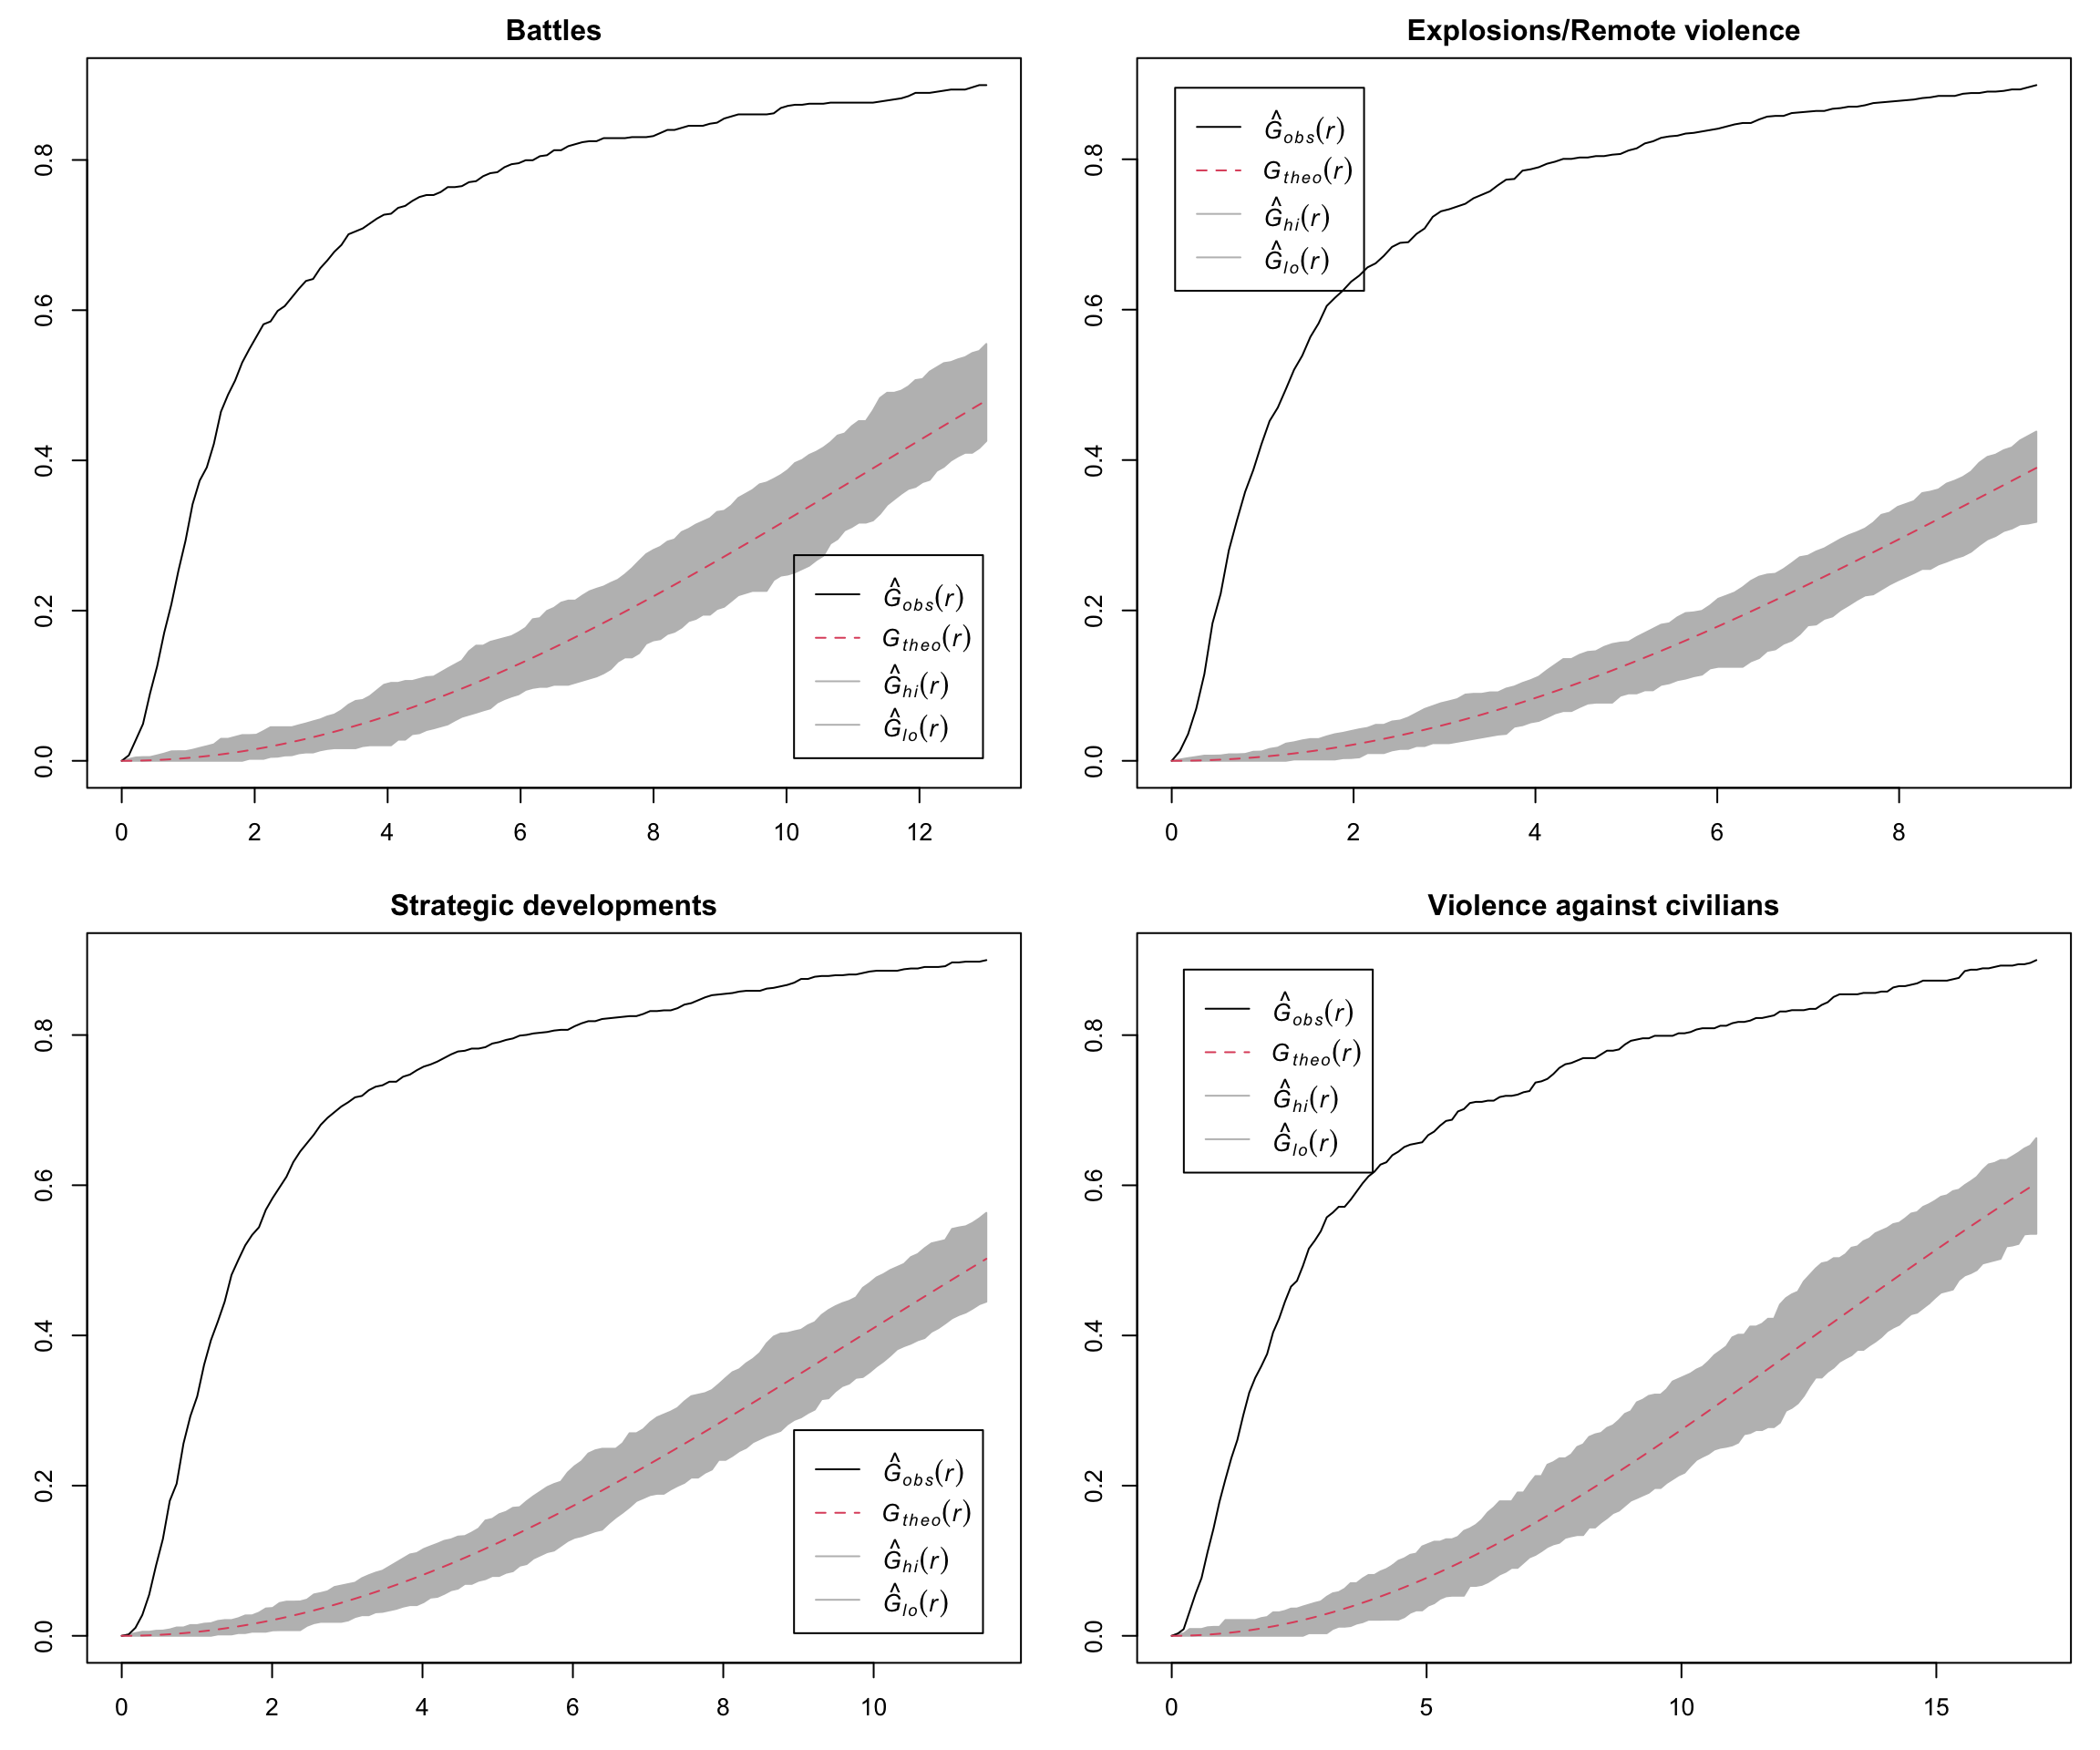 Battles
0.8
0.6
0.4
0.2
0.0
Ĝobs(r)
Gtheo(r)
Ĝhi(r)
Ĝlo(r)
0 2 4 6 8 10 12
Explosions/Remote violence
Ĝobs(r)
Gtheo(r)
Ĝhi(r)
Ĝlo(r)
0.8
0.6
0.4
0.2
0.0
0 2 4 6 8
Strategic developments
0.8
0.6
0.4
0.2
0.0
Ĝobs(r)
Gtheo(r)
Ĝhi(r)
Ĝlo(r)
0 2 4 6 8 10
Violence against civilians
Ĝobs(r)
Gtheo(r)
Ĝhi(r)
Ĝlo(r)
0.8
0.6
0.4
0.2
0.0
0 5 10 15